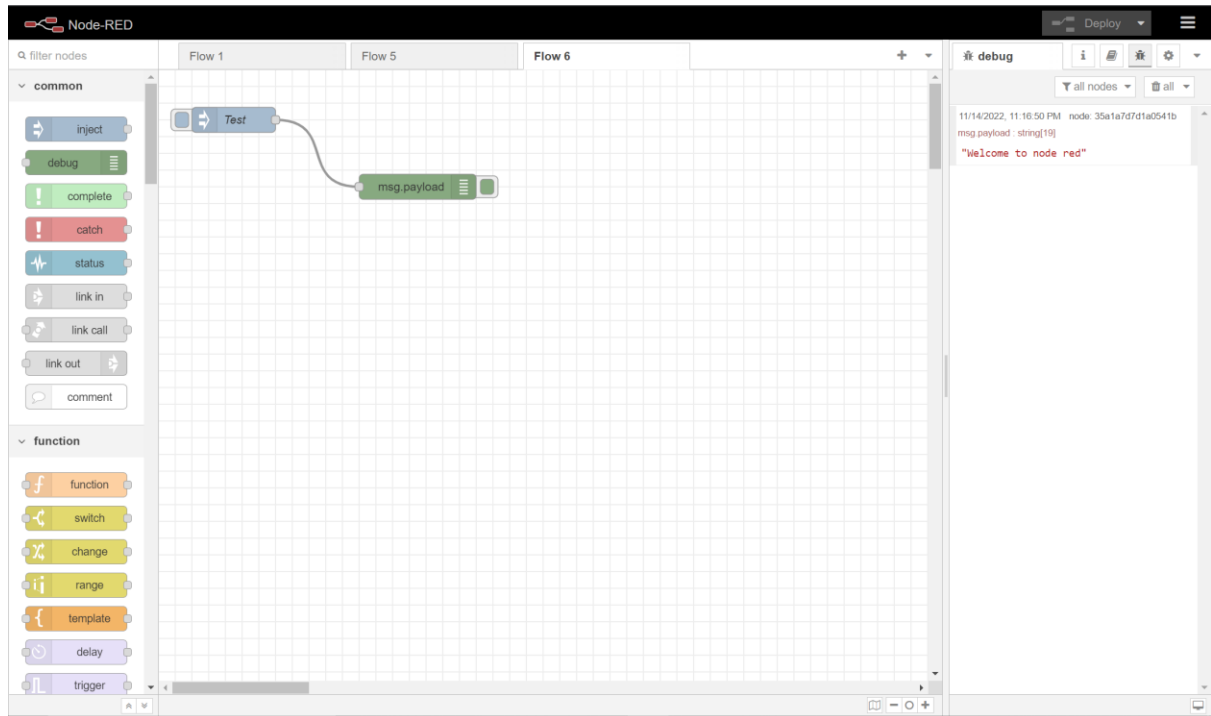 Node-RED
Deploy
filter nodes
Flow 1
Flow 5
Flow 6
debug
i
all nodes
all
common
inject
debug
complete
catch
status
link in
link call
link out
comment
function
function
switch
change
range
template
delay
trigger
Test
msg.payload
11/14/2022, 11:16:50 PM node: 35a1a7d7d1a0541b
msg.payload : string[19]
"Welcome to node red"